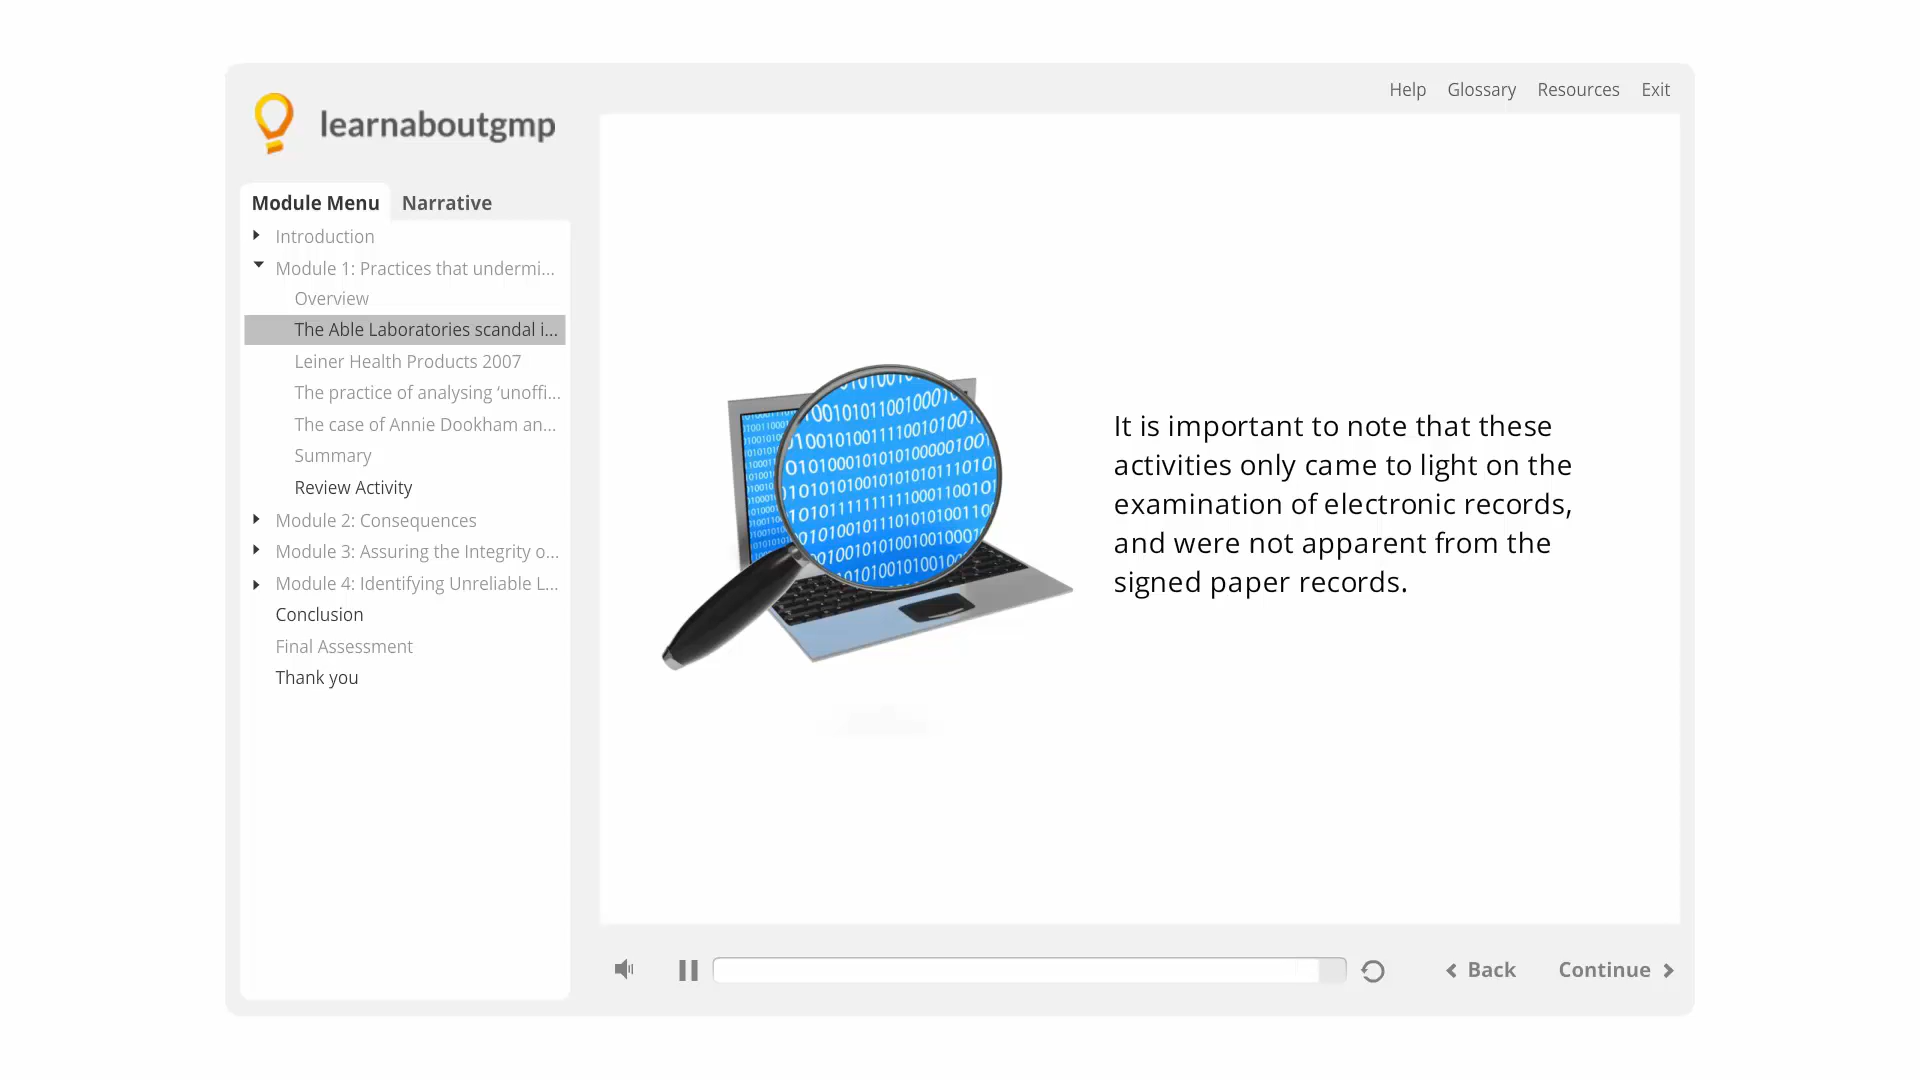 Help Glossary Resources Exit
learnaboutgmp
Module Menu Narrative
Introduction
Module 1: Practices that undermi...
Overview
The Able Laboratories scandal i...
Leiner Health Products 2007
The practice of analysing ‘unoffi...
The case of Annie Dookham an...
Summary
Review Activity
Module 2: Consequences
Module 3: Assuring the Integrity o...
Module 4: Identifying Unreliable L...
Conclusion
Final Assessment
Thank you
It is important to note that these
activities only came to light on the
examination of electronic records,
and were not apparent from the
signed paper records.
Back Continue